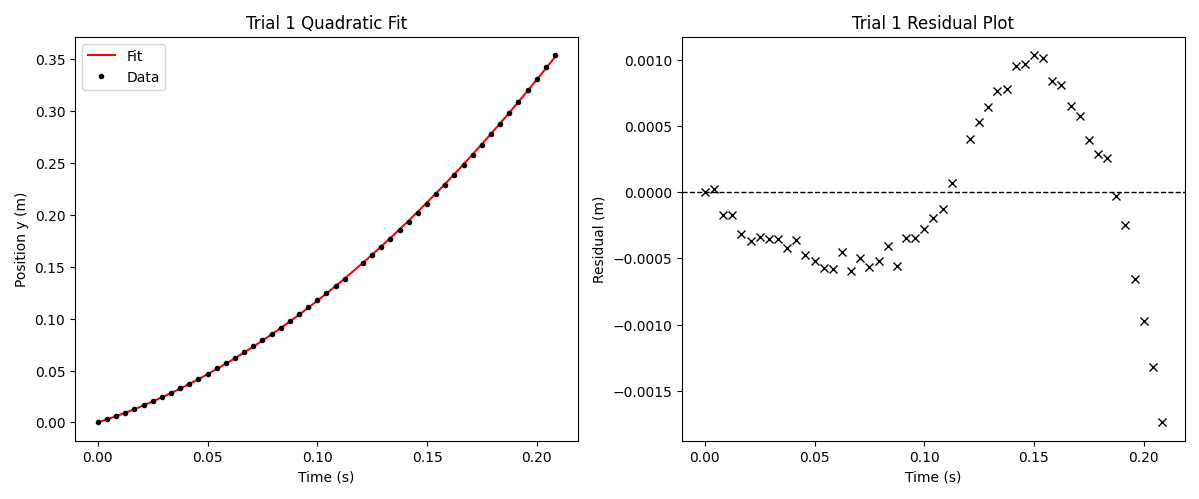 Trial 1 Quadratic Fit
Fit
Data
0.35
0.30
0.25
0.20
0.15
0.10
0.05
0.00
Position y (m)
0.00 0.05 0.10 0.15 0.20
Time (s)
Trial 1 Residual Plot
0.0010
0.0005
0.0000
−0.0005
−0.0010
−0.0015
Residual (m)
0.00 0.05 0.10 0.15 0.20
Time (s)